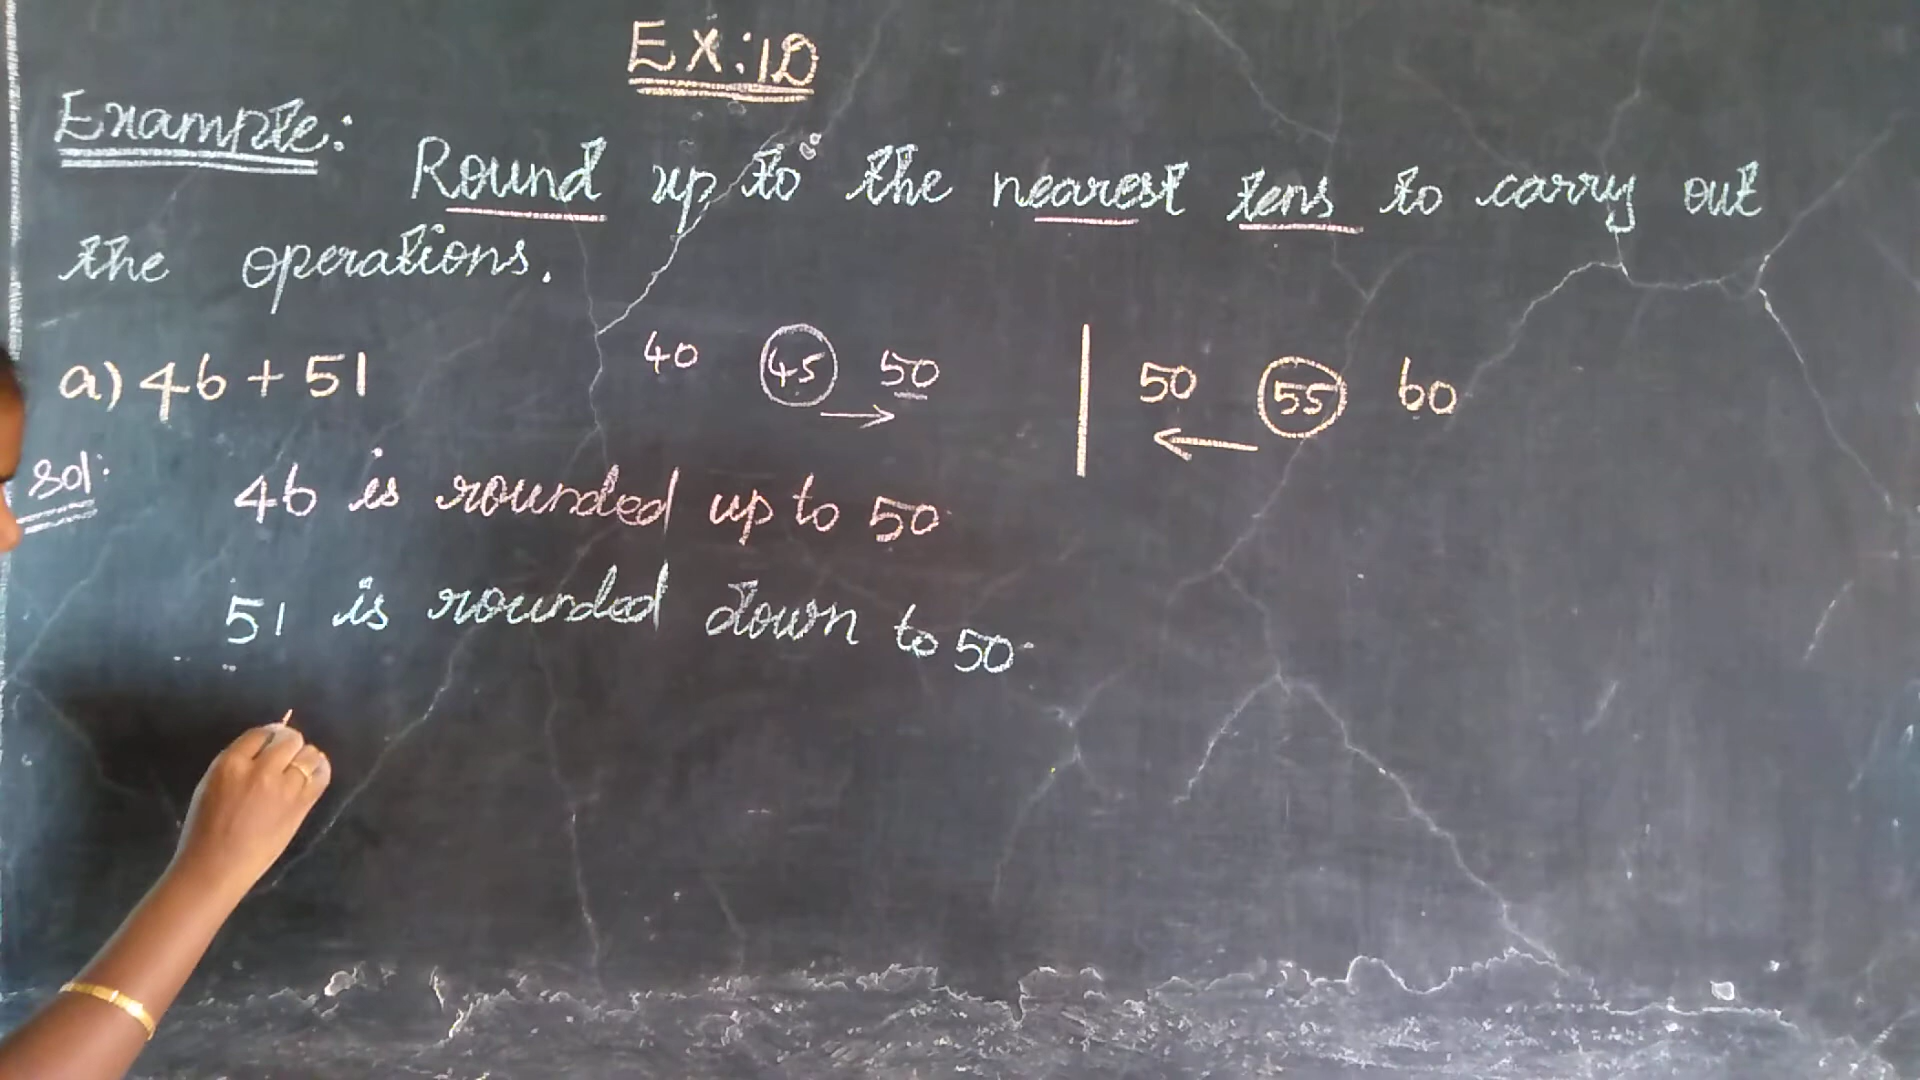 Ex:1D
Example: Round up to the nearest tens to carry out
the operations.
a) 46 + 51 40 45 50 50 55 60
sol:
46 is rounded up to 50
51 is rounded down to 50